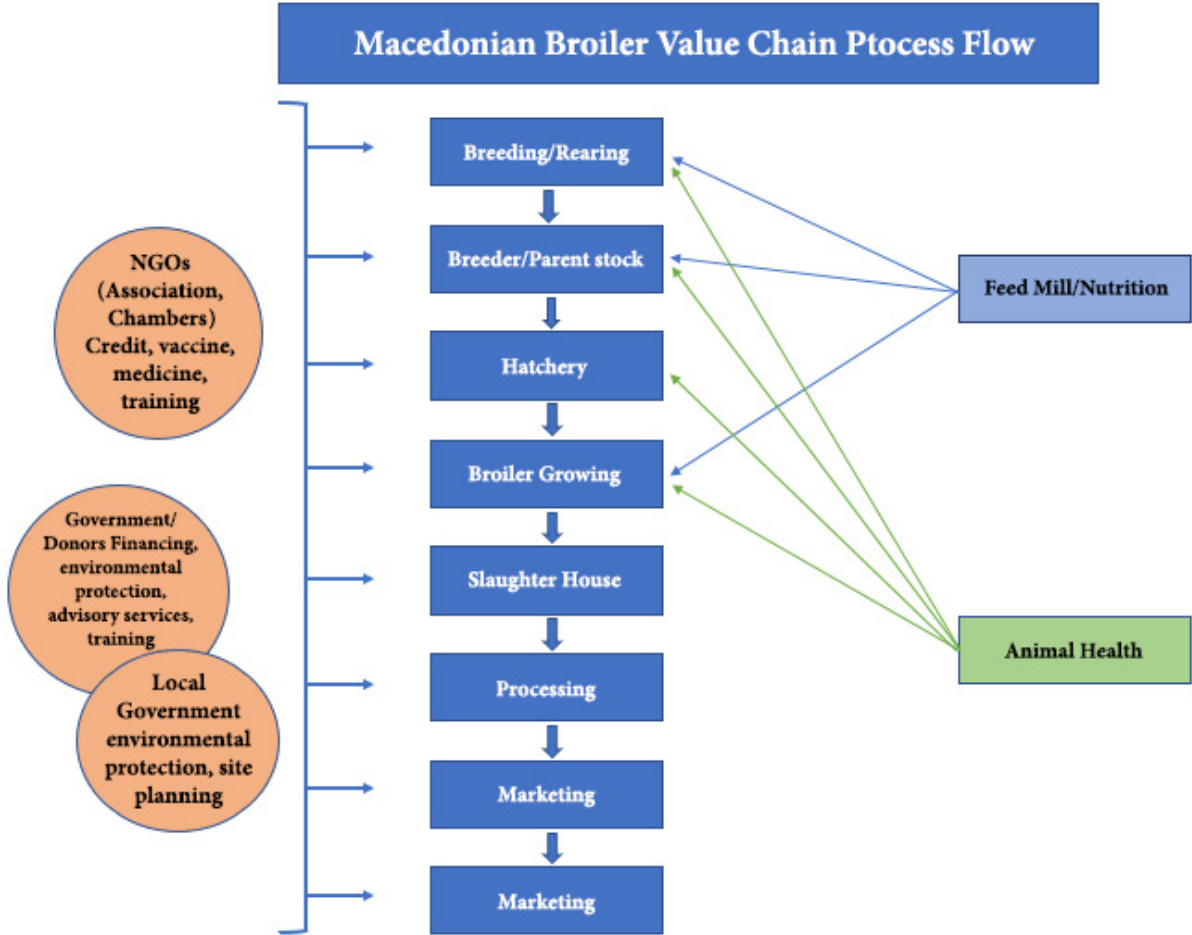 Macedonian Broiler Value Chain Ptocess Flow
Breeding/Rearing
Breeder/Parent stock
Hatchery
Broiler Growing
Slaughter House
Processing
Marketing
Marketing
NGOs
(Association,
Chambers)
Credit, vaccine,
medicine,
training
Government/
Donors Financing,
environmental
protection,
advisory services,
training
Local
Government
environmental
protection, site
planning
Feed Mill/Nutrition
Animal Health